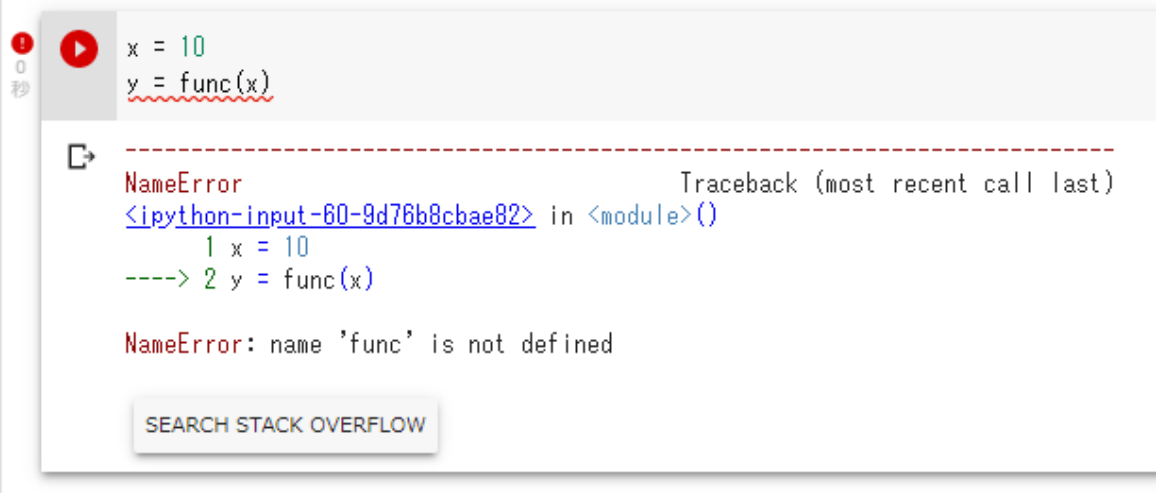 !
0
秒
x = 10
y = func(x)
---------------------------------------------------------------------------
NameError                                 Traceback (most recent call last)
<ipython-input-60-9d76b8cbae82> in <module>()
      1 x = 10
----> 2 y = func(x)
NameError: name 'func' is not defined
SEARCH STACK OVERFLOW